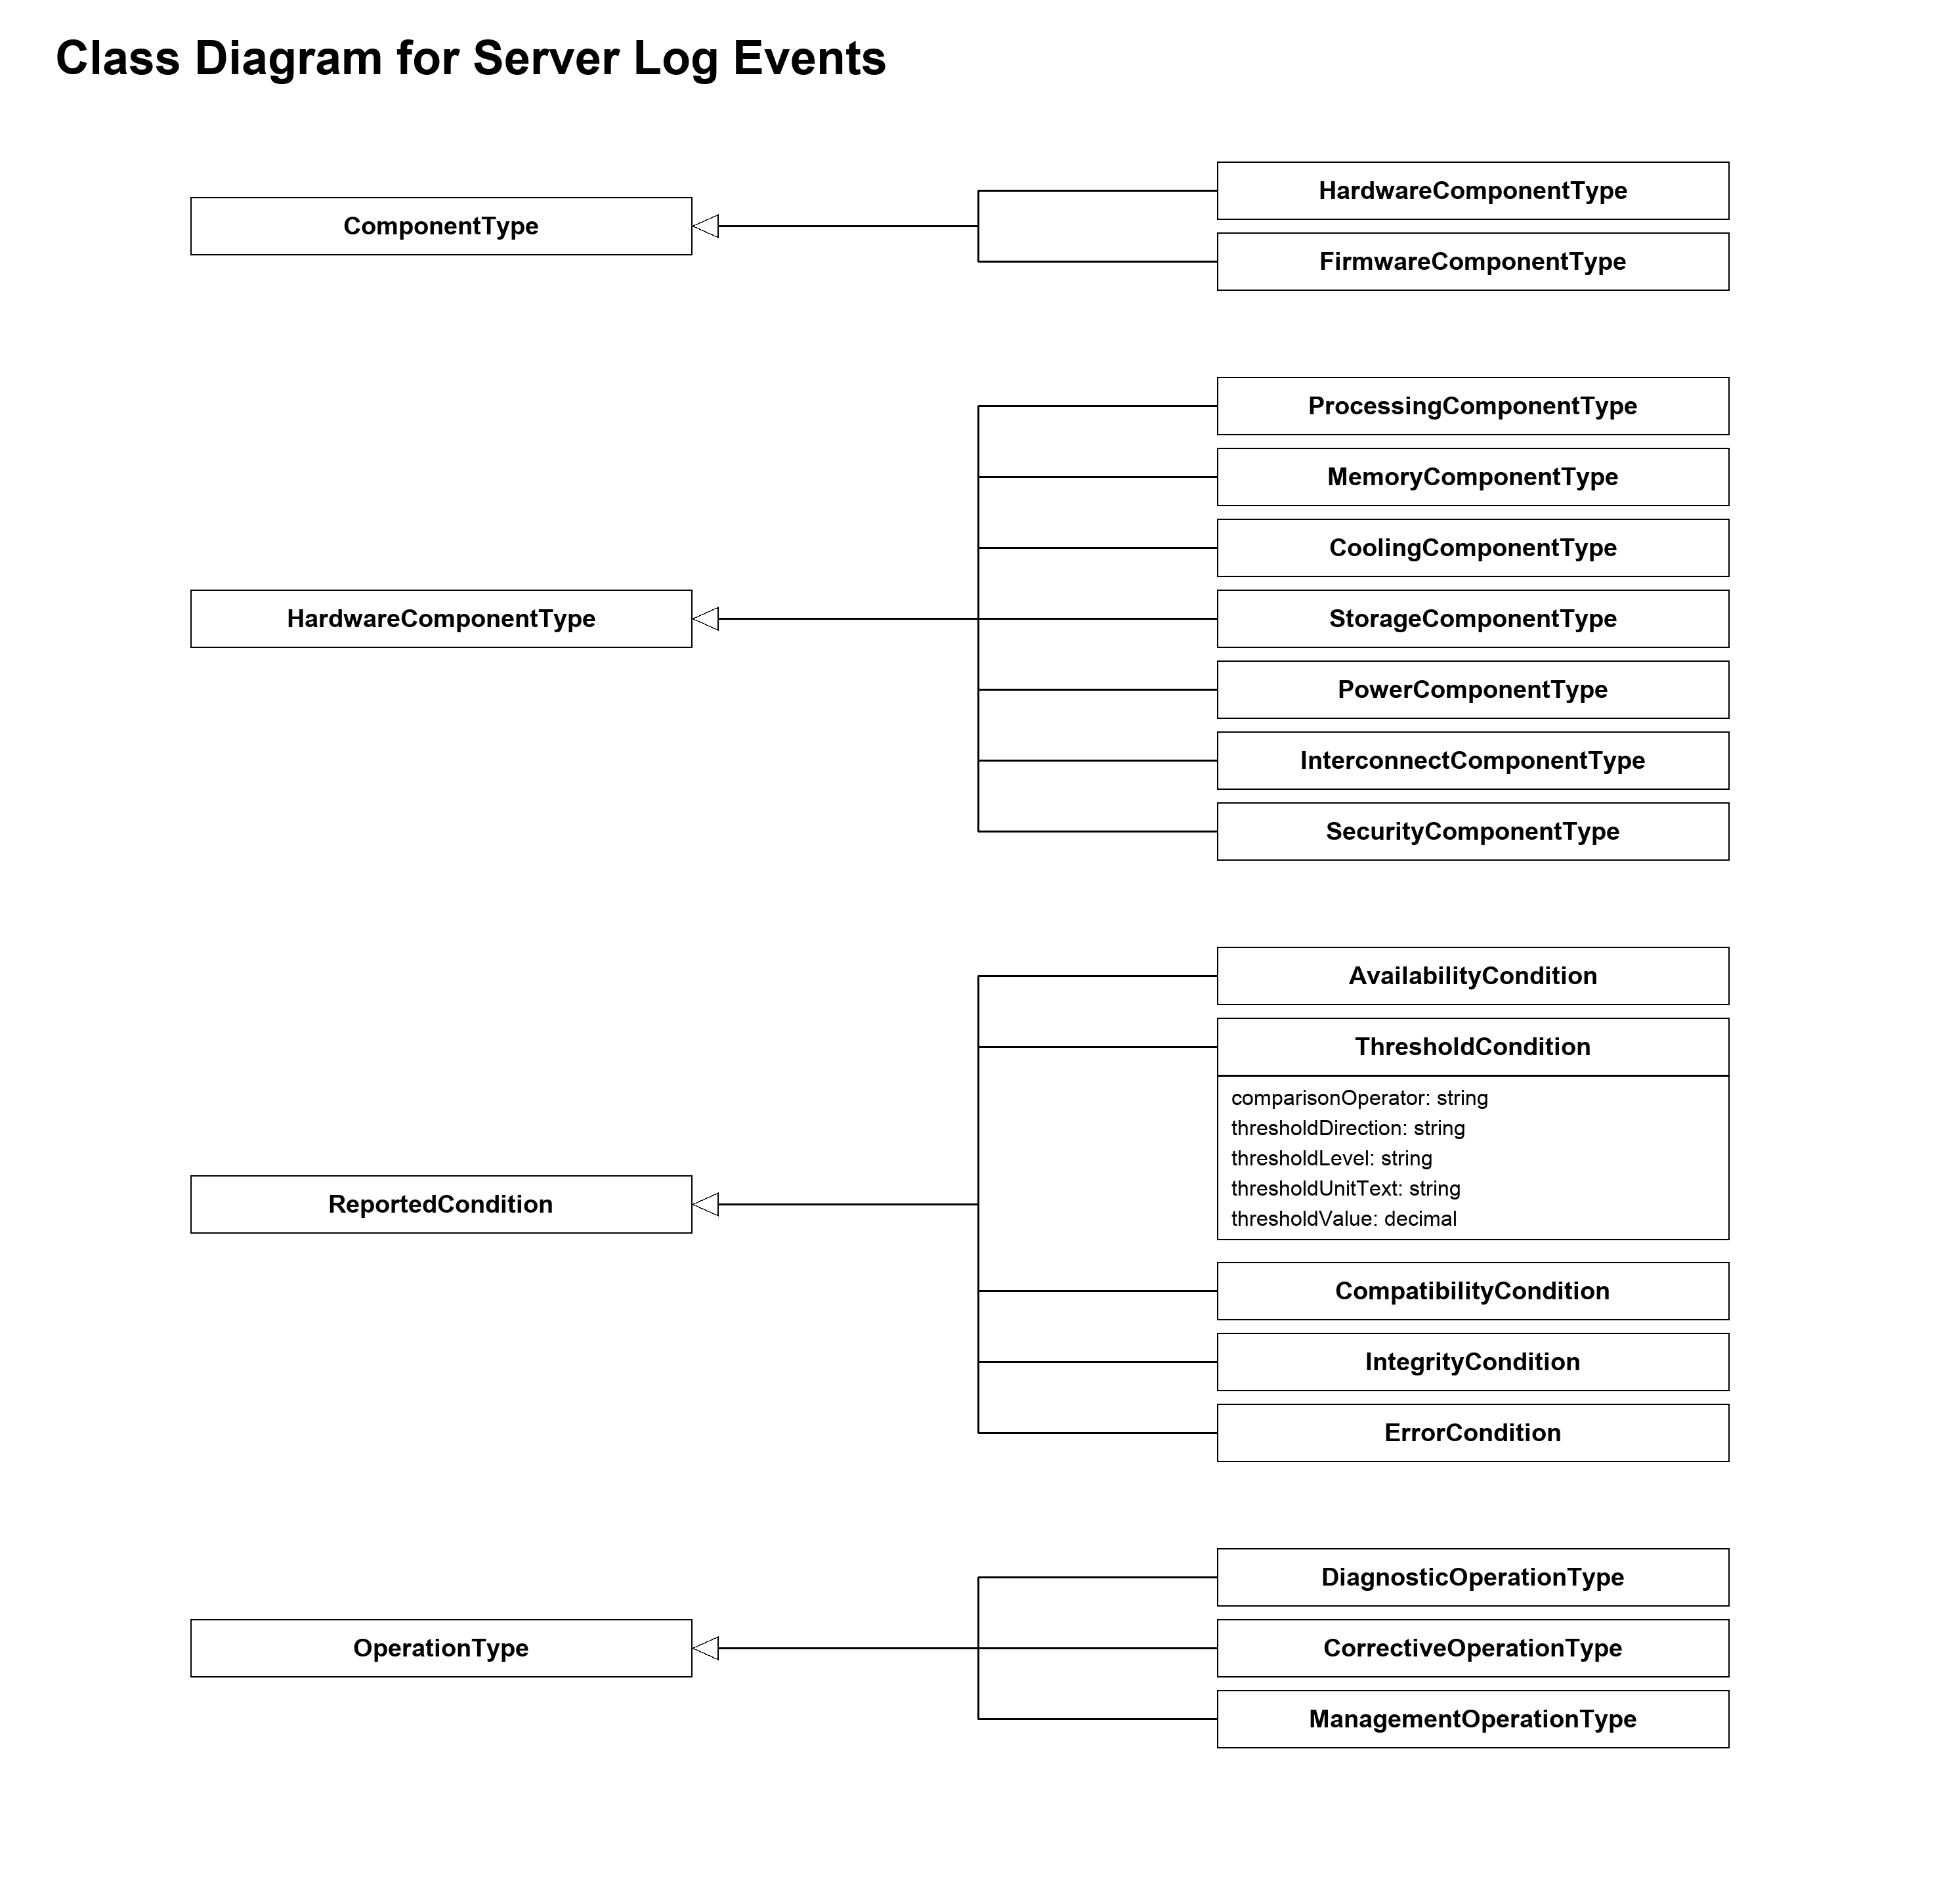 Class Diagram for Server Log Events
ComponentType
HardwareComponentType
FirmwareComponentType
HardwareComponentType
ProcessingComponentType
MemoryComponentType
CoolingComponentType
StorageComponentType
PowerComponentType
InterconnectComponentType
SecurityComponentType
ReportedCondition
AvailabilityCondition
ThresholdCondition
comparisonOperator: string
thresholdDirection: string
thresholdLevel: string
thresholdUnitText: string
thresholdValue: decimal
CompatibilityCondition
IntegrityCondition
ErrorCondition
OperationType
DiagnosticOperationType
CorrectiveOperationType
ManagementOperationType